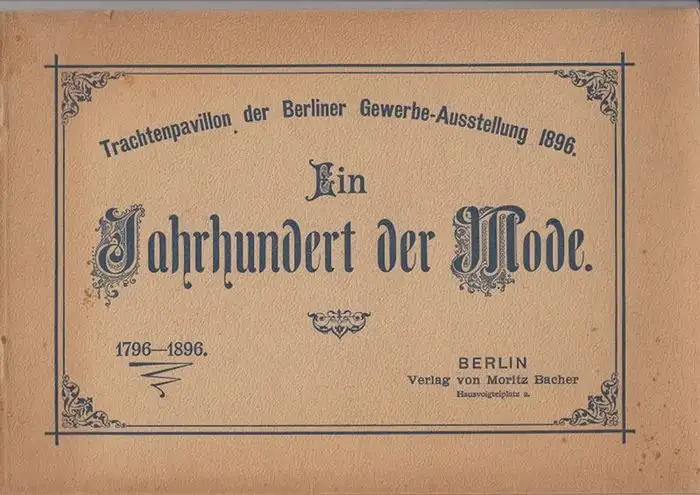 Trachtenpavillon der Berliner Gewerbe-Ausstellung 1896.
Ein
Jahrhundert der Mode.
1796—1896.
BERLIN
Verlag von Moritz Bacher
Hausvoigteiplatz 2.